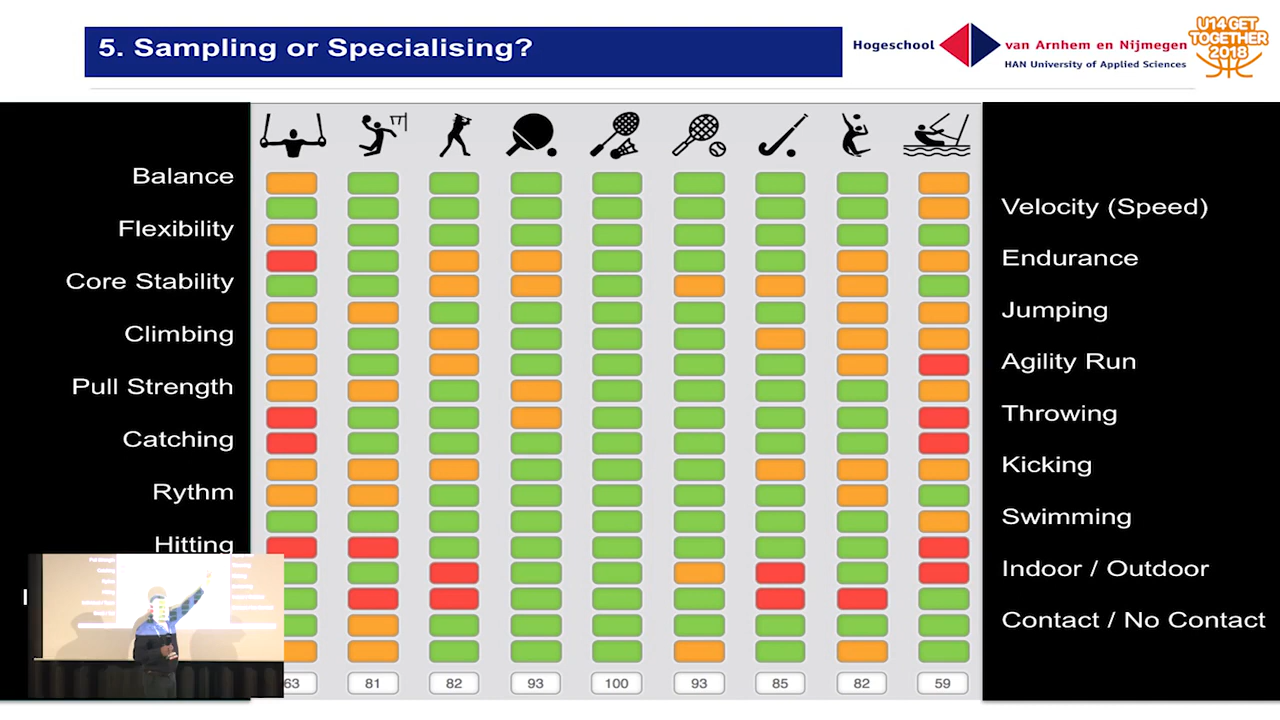 5. Sampling or Specialising?
Hogeschool van Arnhem en Nijmegen
HAN University of Applied Sciences
U14 GET
TOGETHER
2018
Balance
Velocity (Speed)
Flexibility
Endurance
Core Stability
Jumping
Climbing
Agility Run
Pull Strength
Throwing
Catching
Kicking
Rythm
Swimming
Hitting
Indoor / Outdoor
Contact / No Contact
63 81 82 93 100 93 85 82 59